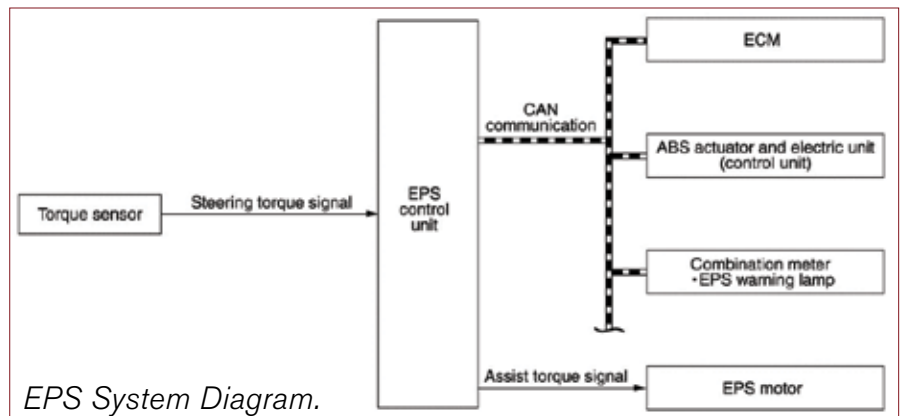 ECM
CAN
communication
ABS actuator and electric unit
(control unit)
Torque sensor
Steering torque signal
EPS
control
unit
Combination meter
・EPS warning lamp
Assist torque signal
EPS motor
EPS System Diagram.